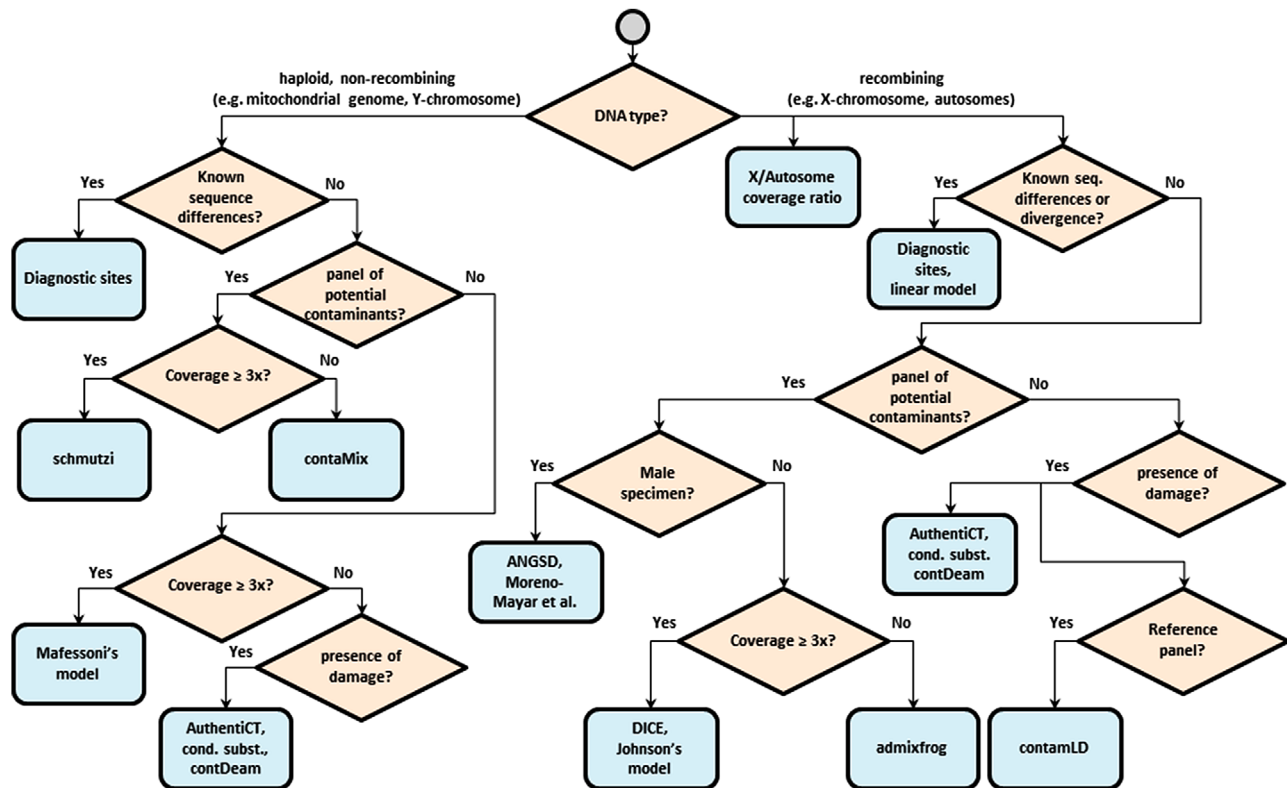 haploid, non-recombining
(e.g. mitochondrial genome, Y-chromosome)
DNA type?
recombining
(e.g. X-chromosome, autosomes)
Yes
Known
sequence
differences?
No
X/Autosome
coverage ratio
Yes
Known seq.
differences or
divergence?
No
Diagnostic sites
Yes
panel of
potential
contaminants?
No
Diagnostic
sites,
linear model
Yes
Coverage ≥ 3x?
No
schmutzi
contaMix
Yes
panel of
potential
contaminants?
No
Yes
Male
specimen?
No
Yes
presence of
damage?
ANGSD,
Moreno-
Mayar et al.
AuthentiCT,
cond. subst.
contDeam
Yes
Coverage ≥ 3x?
No
Mafessoni's
model
Yes
presence of
damage?
AuthentiCT,
cond. subst.,
contDeam
Yes
Coverage ≥ 3x?
No
DICE,
Johnson's
model
admixfrog
Yes
Reference
panel?
contamLD